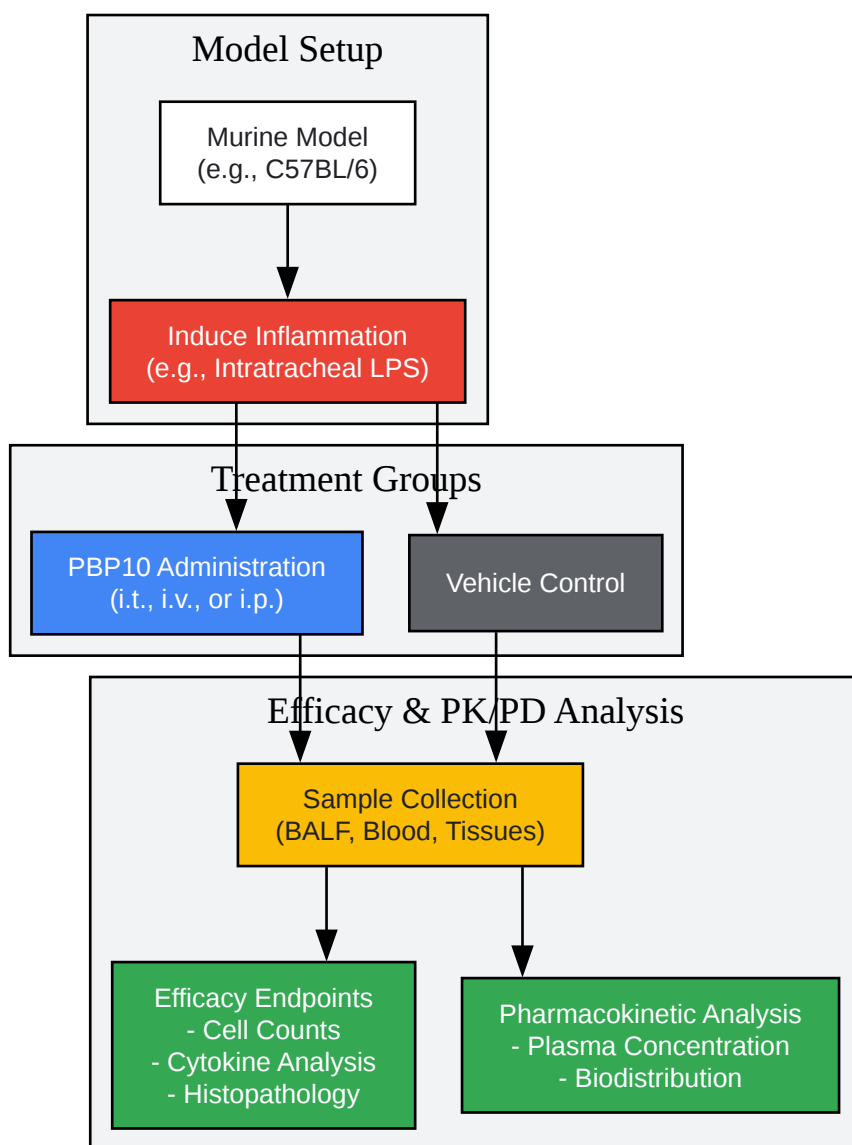 Model Setup
Murine Model
(e.g., C57BL/6)
Induce Inflammation
(e.g., Intratracheal LPS)
Treatment Groups
PBP10 Administration
(i.t., i.v., or i.p.)
Vehicle Control
Efficacy & PK/PD Analysis
Sample Collection
(BALF, Blood, Tissues)
Efficacy Endpoints
- Cell Counts
- Cytokine Analysis
- Histopathology
Pharmacokinetic Analysis
- Plasma Concentration
- Biodistribution